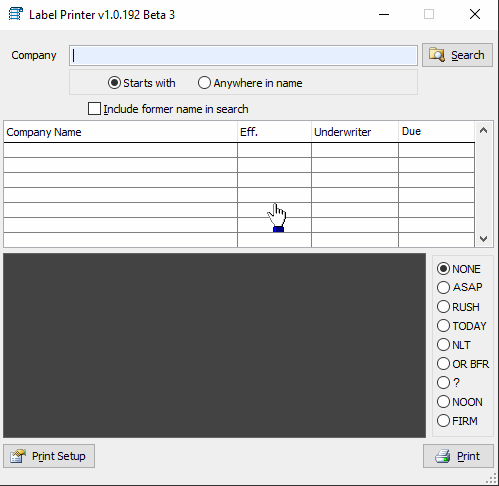 Label Printer v1.0.192 Beta 3
Company
Search
Starts with
Anywhere in name
Include former name in search
Company Name Eff. Underwriter Due
NONE
ASAP
RUSH
TODAY
NLT
OR BFR
?
NOON
FIRM
Print Setup
Print